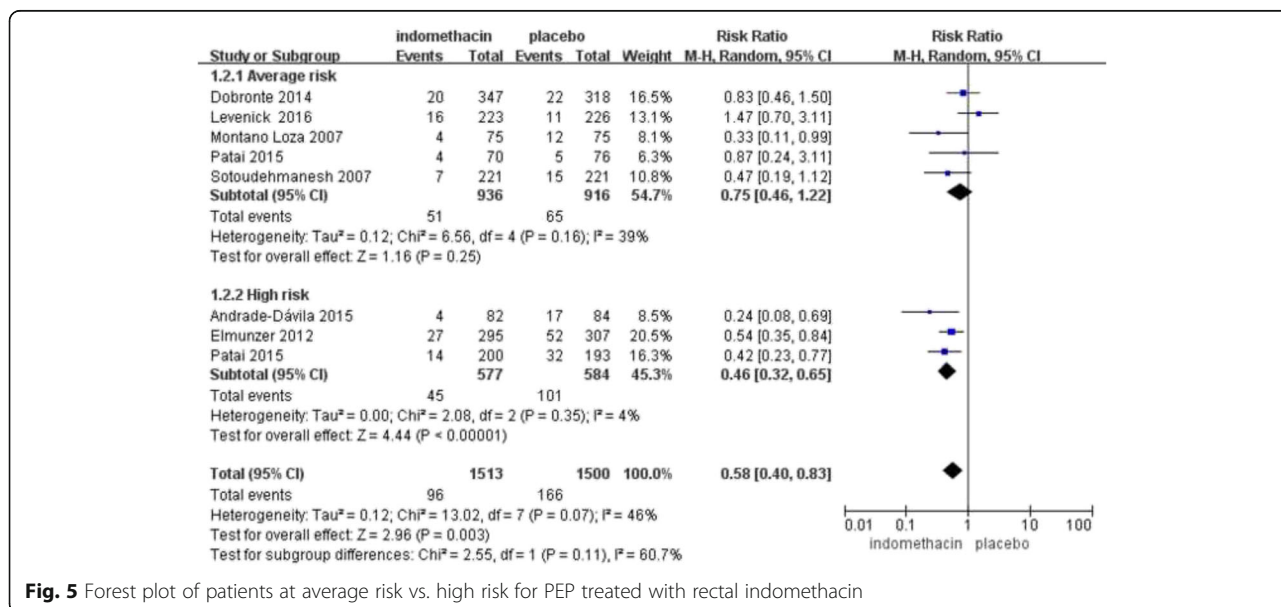 indomethacin placebo Risk Ratio Risk Ratio
Study or Subgroup Events Total Events Total Weight M-H, Random, 95% CI M-H, Random, 95% CI
1.2.1 Average risk
Dobronte 2014 20 347 22 318 16.5% 0.83 [0.46, 1.50]
Levenick 2016 16 223 11 226 13.1% 1.47 [0.70, 3.11]
Montano Loza 2007 4 75 12 75 8.1% 0.33 [0.11, 0.99]
Patai 2015 4 70 5 76 6.3% 0.87 [0.24, 3.11]
Sotoudehmanesh 2007 7 221 15 221 10.8% 0.47 [0.19, 1.12]
Subtotal (95% CI) 936 916 54.7% 0.75 [0.46, 1.22]
Total events 51 65
Heterogeneity: Tau² = 0.12; Chi² = 6.56, df = 4 (P = 0.16); I² = 39%
Test for overall effect: Z = 1.16 (P = 0.25)
1.2.2 High risk
Andrade-Dávila 2015 4 82 17 84 8.5% 0.24 [0.08, 0.69]
Elmunzer 2012 27 295 52 307 20.5% 0.54 [0.35, 0.84]
Patai 2015 14 200 32 193 16.3% 0.42 [0.23, 0.77]
Subtotal (95% CI) 577 584 45.3% 0.46 [0.32, 0.65]
Total events 45 101
Heterogeneity: Tau² = 0.00; Chi² = 2.08, df = 2 (P = 0.35); I² = 4%
Test for overall effect: Z = 4.44 (P < 0.00001)
Total (95% CI) 1513 1500 100.0% 0.58 [0.40, 0.83]
Total events 96 166
Heterogeneity: Tau² = 0.12; Chi² = 13.02, df = 7 (P = 0.07); I² = 46%
Test for overall effect: Z = 2.96 (P = 0.003)
Test for subgroup differences: Chi² = 2.55, df = 1 (P = 0.11), I² = 60.7%
0.01 0.1 1 10 100
indomethacin placebo
Fig. 5 Forest plot of patients at average risk vs. high risk for PEP treated with rectal indomethacin